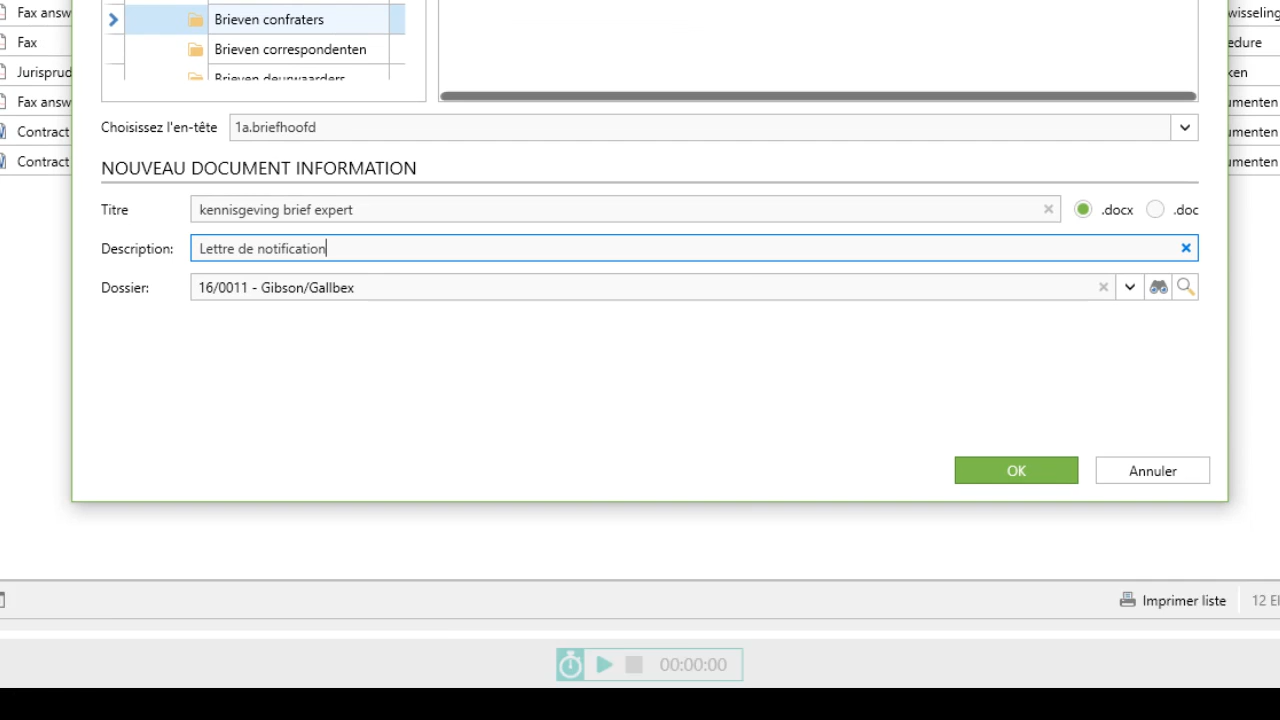 Fax answ
Brieven confraters
wisseling
Fax
Brieven correspondenten
edure
Jurisprud
Brieven deurwaarders
ken
Fax answ
umenten
Choisissez l'en-tête 1a.briefhoofd
Contract
umenten
Contract
NOUVEAU DOCUMENT INFORMATION
umenten
Titre kennisgeving brief expert .docx .doc
Description: Lettre de notification
Dossier: 16/0011 - Gibson/Gallbex
OK Annuler
Imprimer liste 12 El
00:00:00